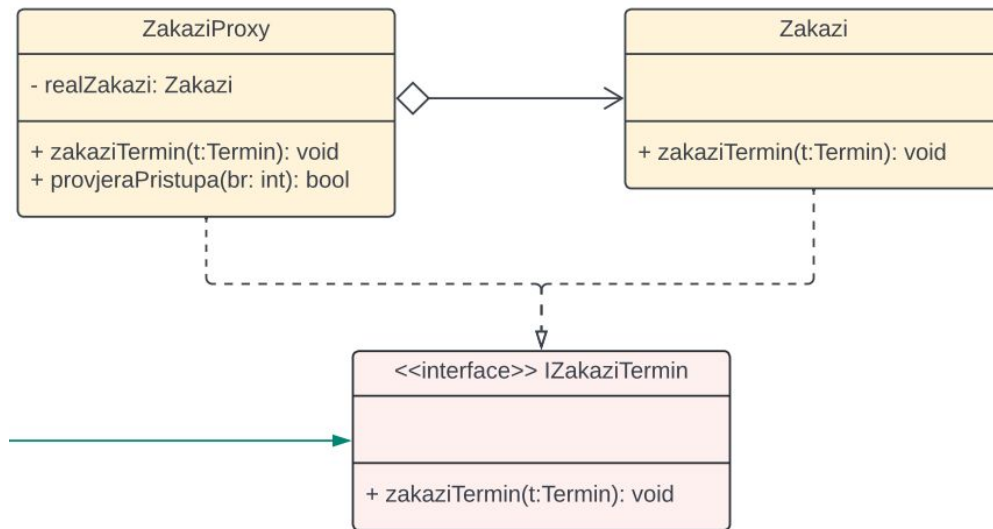 ZakaziProxy
- realZakazi: Zakazi
+ zakaziTermin(t:Termin): void
+ provjeraPristupa(br: int): bool
Zakazi
+ zakaziTermin(t:Termin): void
<<interface>> IZakaziTermin
+ zakaziTermin(t:Termin): void